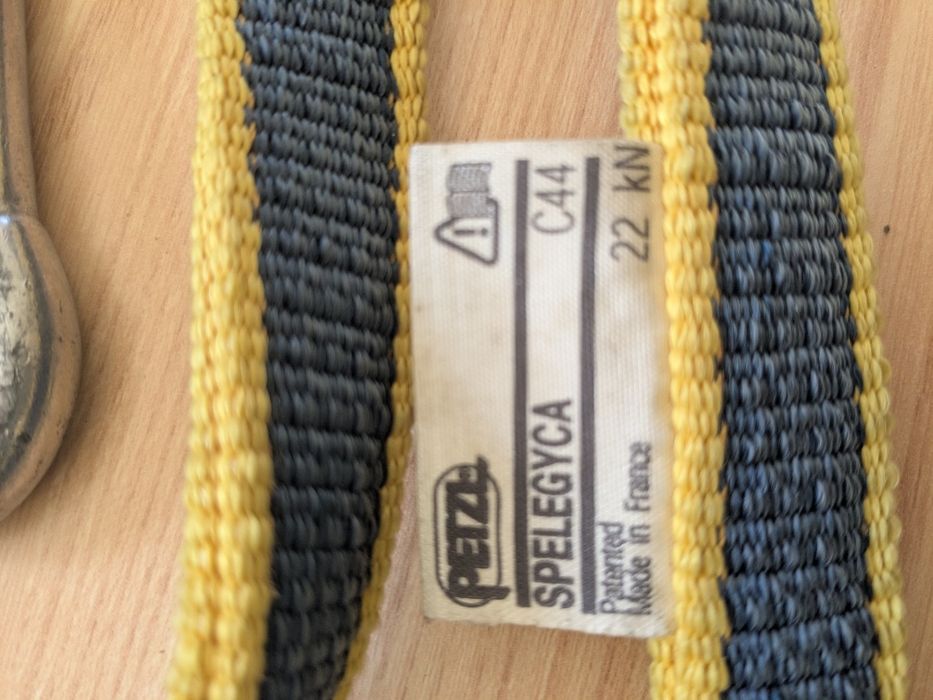 PETZL
SPELEGYCA C44
Patented 22 kN
Made in France